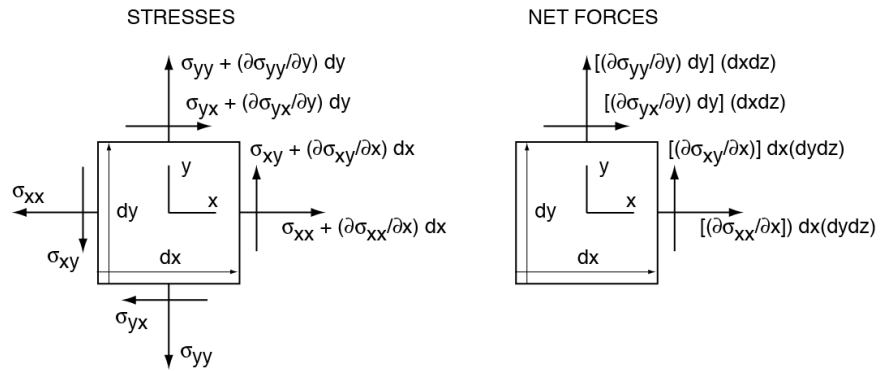 STRESSES
σyy + (∂σyy/∂y) dy
σyx + (∂σyx/∂y) dy
σxy + (∂σxy/∂x) dx
y
x
σxx
dy
σxx + (∂σxx/∂x) dx
σxy
dx
σyx
σyy
NET FORCES
[(∂σyy/∂y) dy] (dxdz)
[(∂σyx/∂y) dy] (dxdz)
[(∂σxy/∂x)] dx(dydz)
y
x
dy
[(∂σxx/∂x]) dx(dydz)
dx